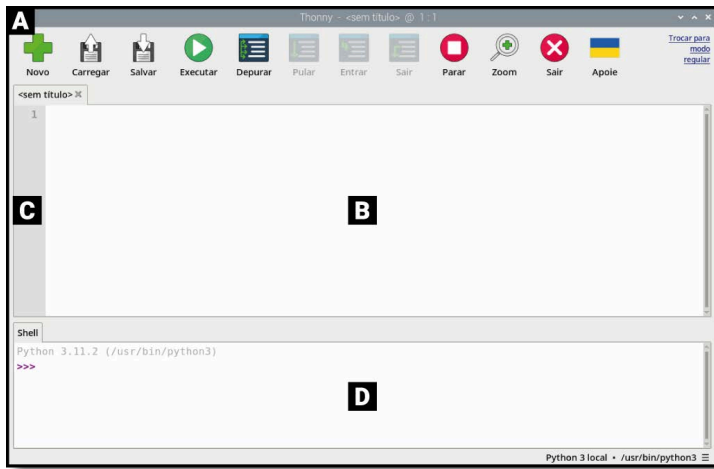 A
Thonny - <sem título> @ 1:1
Novo
Carregar
Salvar
Executar
Depurar
Pular
Entrar
Sair
Parar
Zoom
Sair
Apoie
Trocar para
modo
regular
<sem título>
1
C
B
Shell
Python 3.11.2 (/usr/bin/python3)
>>>
D
Python 3 local • /usr/bin/python3 ≡